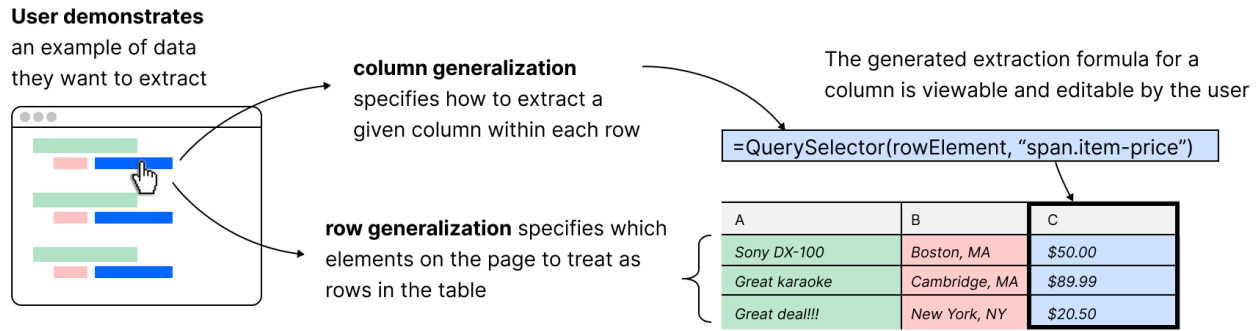 User demonstrates
an example of data
they want to extract
column generalization
specifies how to extract a
given column within each row
row generalization specifies which
elements on the page to treat as
rows in the table
The generated extraction formula for a
column is viewable and editable by the user
=QuerySelector(rowElement, “span.item-price”)
A B C
Sony DX-100 Boston, MA $50.00
Great karaoke Cambridge, MA $89.99
Great deal!!! New York, NY $20.50